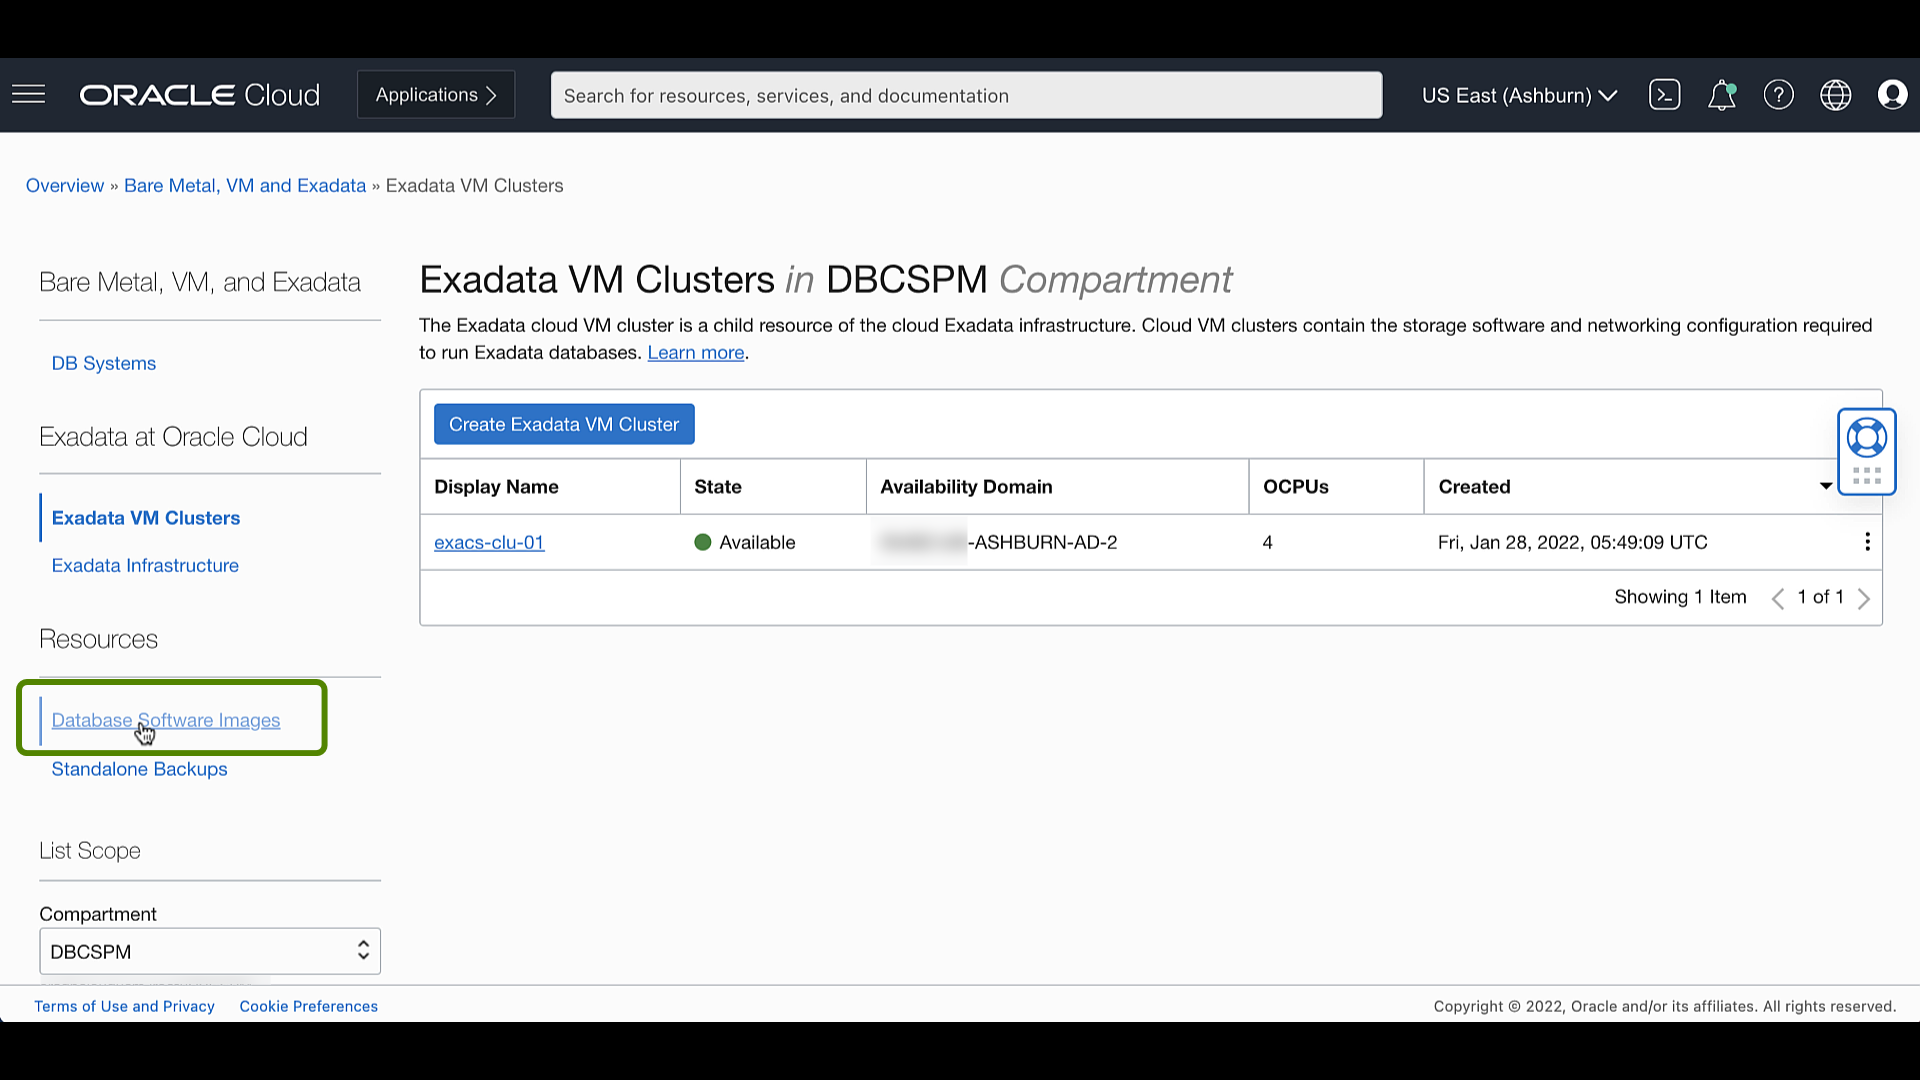 ORACLE Cloud
Applications
Search for resources, services, and documentation
US East (Ashburn)
Overview » Bare Metal, VM and Exadata » Exadata VM Clusters
Bare Metal, VM, and Exadata
DB Systems
Exadata at Oracle Cloud
Exadata VM Clusters
Exadata Infrastructure
Resources
Database Software Images
Standalone Backups
List Scope
Compartment
DBCSPM
Exadata VM Clusters in DBCSPM Compartment
The Exadata cloud VM cluster is a child resource of the cloud Exadata infrastructure. Cloud VM clusters contain the storage software and networking configuration required
to run Exadata databases. Learn more.
Create Exadata VM Cluster
Display Name State Availability Domain OCPUs Created
exacs-clu-01 Available -ASHBURN-AD-2 4 Fri, Jan 28, 2022, 05:49:09 UTC
Showing 1 Item 1 of 1
Terms of Use and Privacy Cookie Preferences
Copyright © 2022, Oracle and/or its affiliates. All rights reserved.